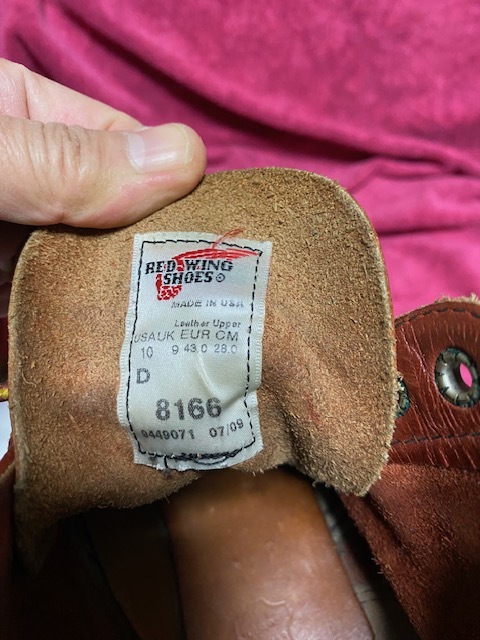 RED WING
SHOES
MADE IN USA
Leather Upper
USA UK EUR CM
10 9 43.0 28.0
D
8166
9449071 07/09